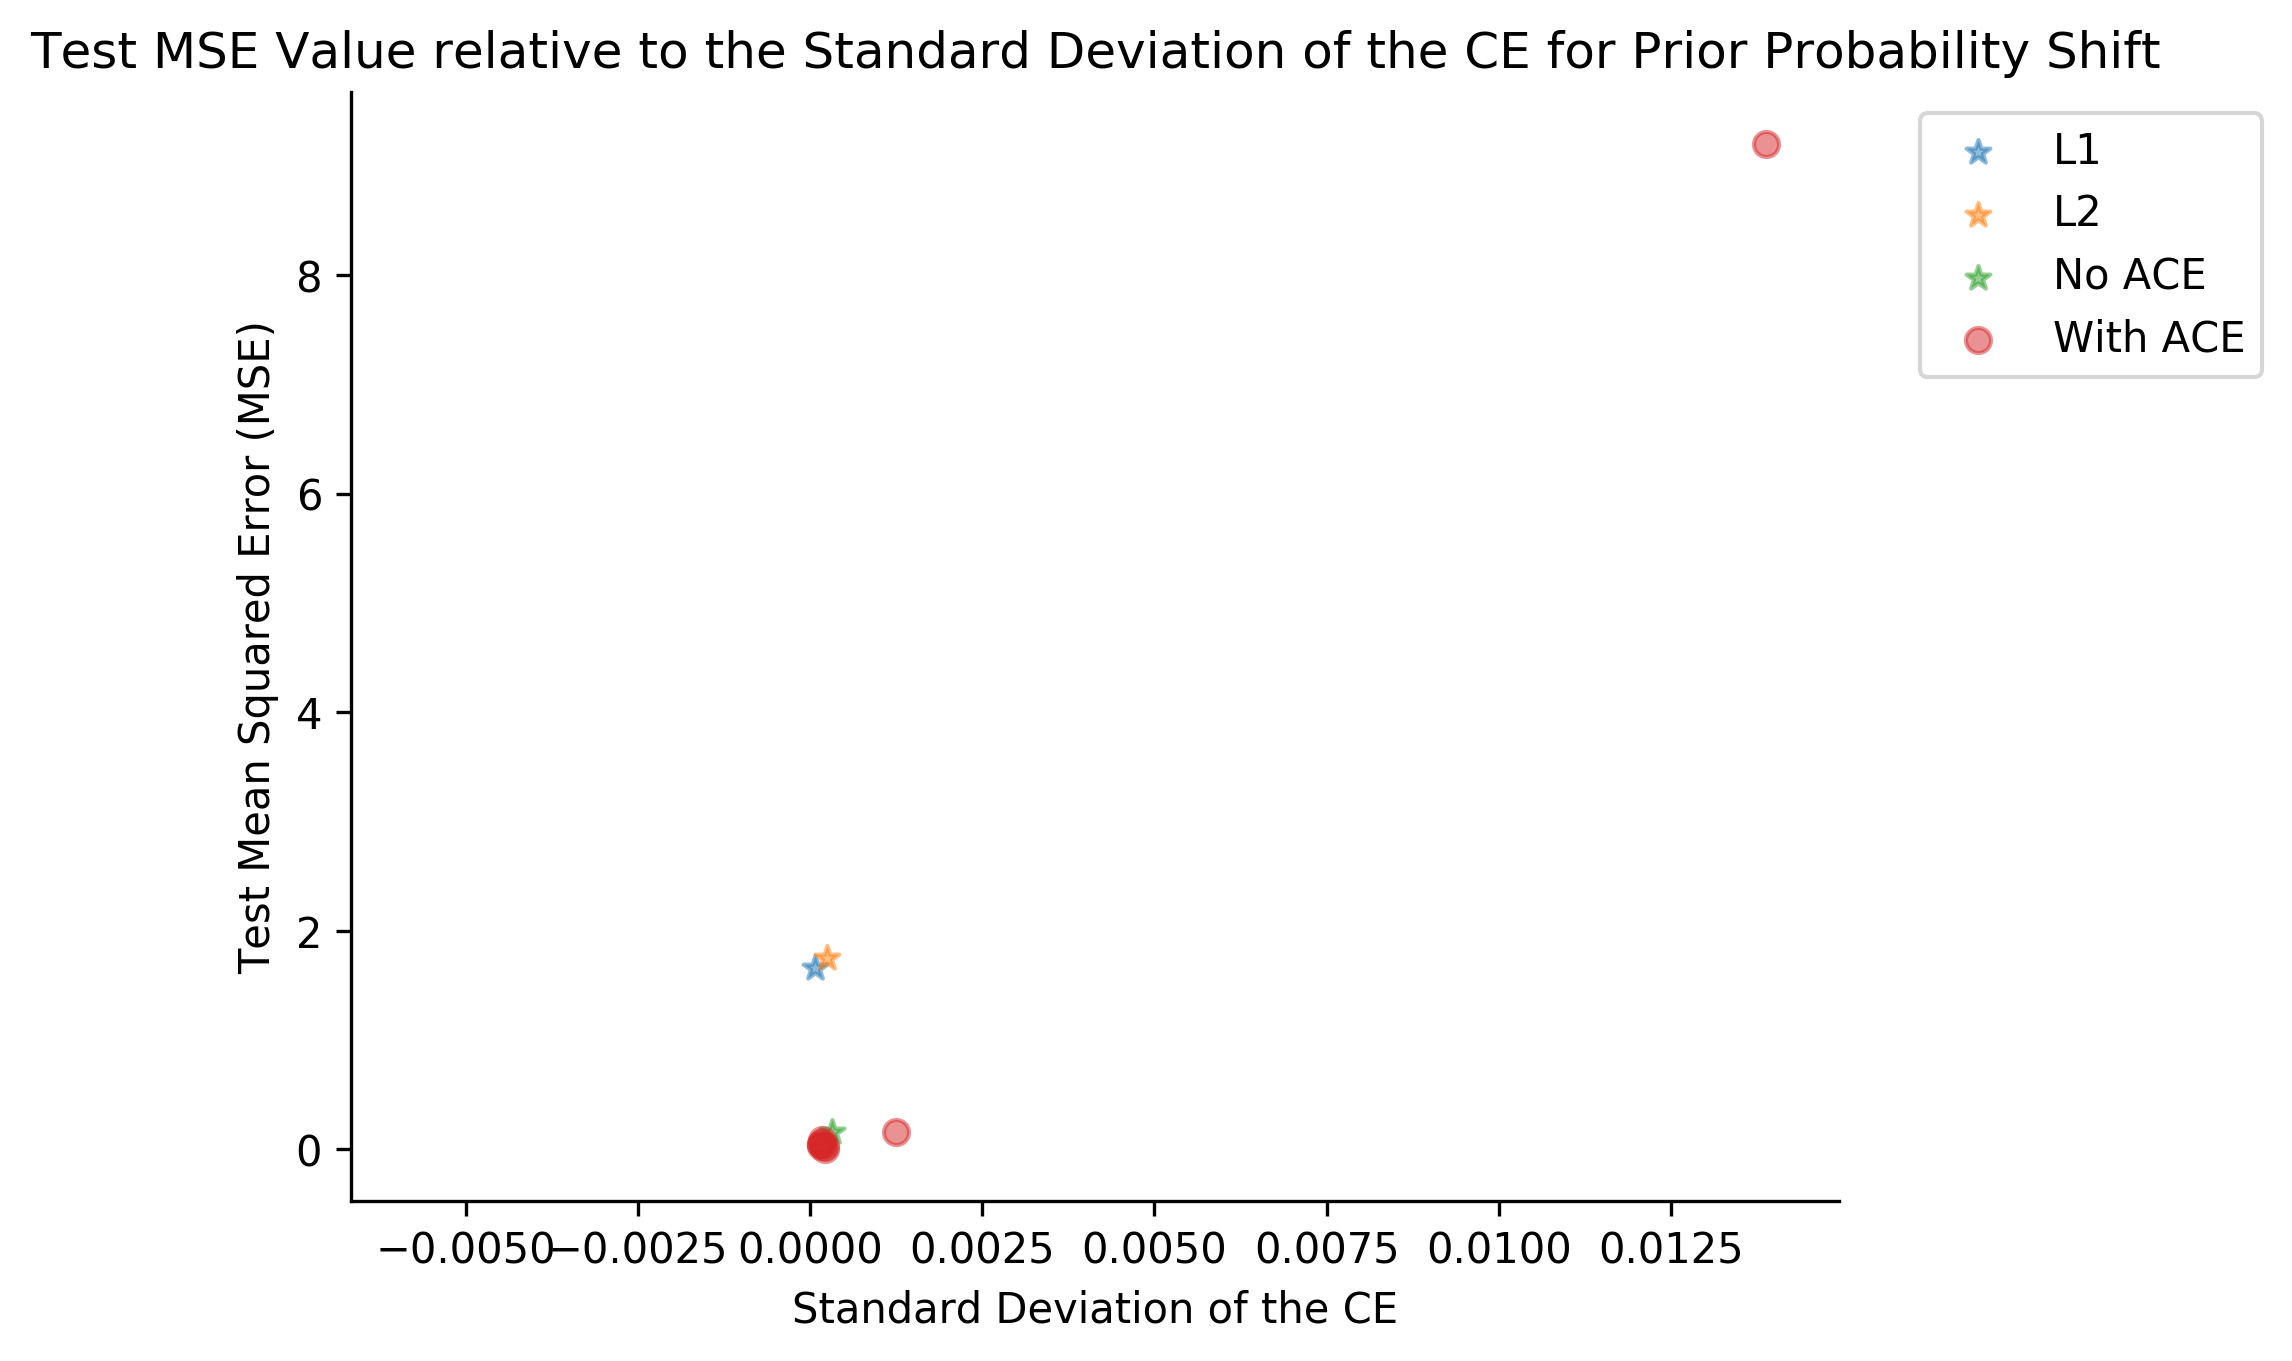 Test MSE Value relative to the Standard Deviation of the CE for Prior Probability Shift
L1
L2
No ACE
With ACE
Test Mean Squared Error (MSE)
8
6
4
2
0
−0.0050 −0.0025 0.0000 0.0025 0.0050 0.0075 0.0100 0.0125
Standard Deviation of the CE